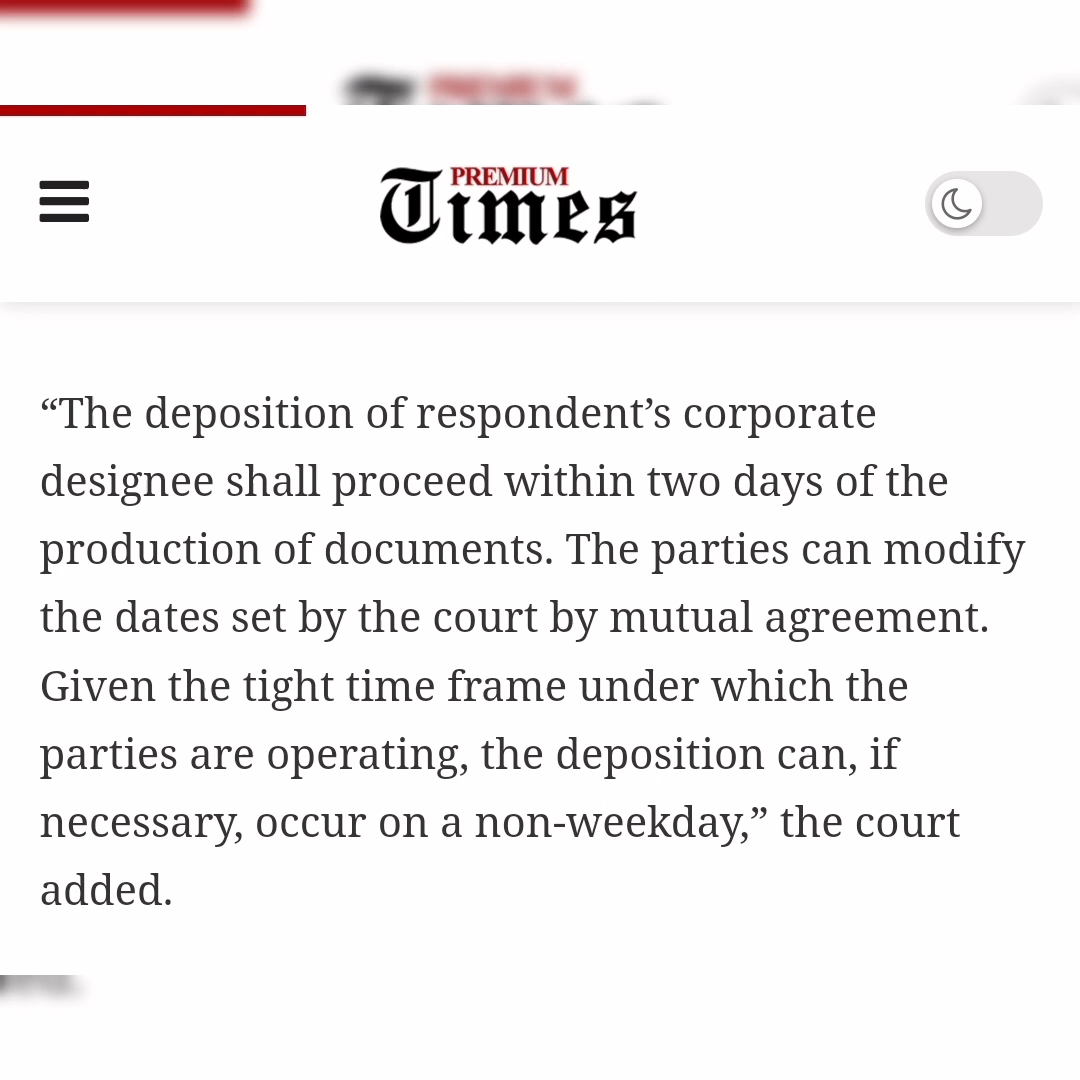 PREMIUM
Times
“The deposition of respondent’s corporate
designee shall proceed within two days of the
production of documents. The parties can modify
the dates set by the court by mutual agreement.
Given the tight time frame under which the
parties are operating, the deposition can, if
necessary, occur on a non-weekday,” the court
added.